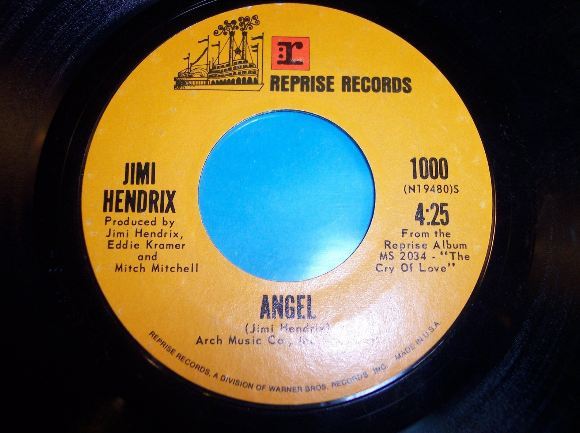 r
REPRISE RECORDS
JIMI
HENDRIX
Produced by
Jimi Hendrix,
Eddie Kramer
and
Mitch Mitchell
1000
(N19480)S
4:25
From the
Reprise Album
MS 2034 - "The
Cry Of Love"
ANGEL
(Jimi Hendrix)
Arch Music Co.,
REPRISE RECORDS, A DIVISION OF WARNER BROS. RECORDS, INC. MADE IN U.S.A.